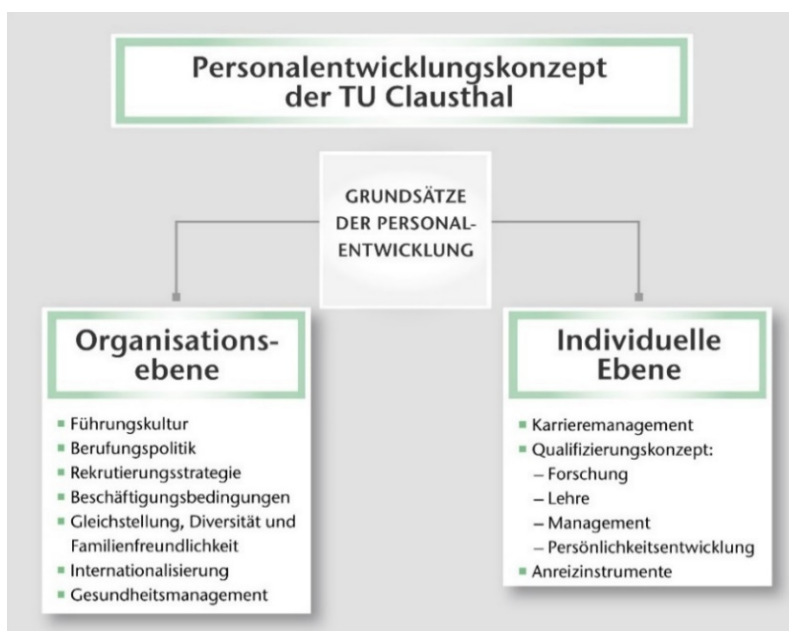 Personalentwicklungskonzept
der TU Clausthal
GRUNDSÄTZE
DER PERSONAL-
ENTWICKLUNG
Organisations-
ebene
Führungskultur
Berufungspolitik
Rekrutierungsstrategie
Beschäftigungsbedingungen
Gleichstellung, Diversität und
Familienfreundlichkeit
Internationalisierung
Gesundheitsmanagement
Individuelle
Ebene
Karrieremanagement
Qualifizierungskonzept:
– Forschung
– Lehre
– Management
– Persönlichkeitsentwicklung
Anreizinstrumente